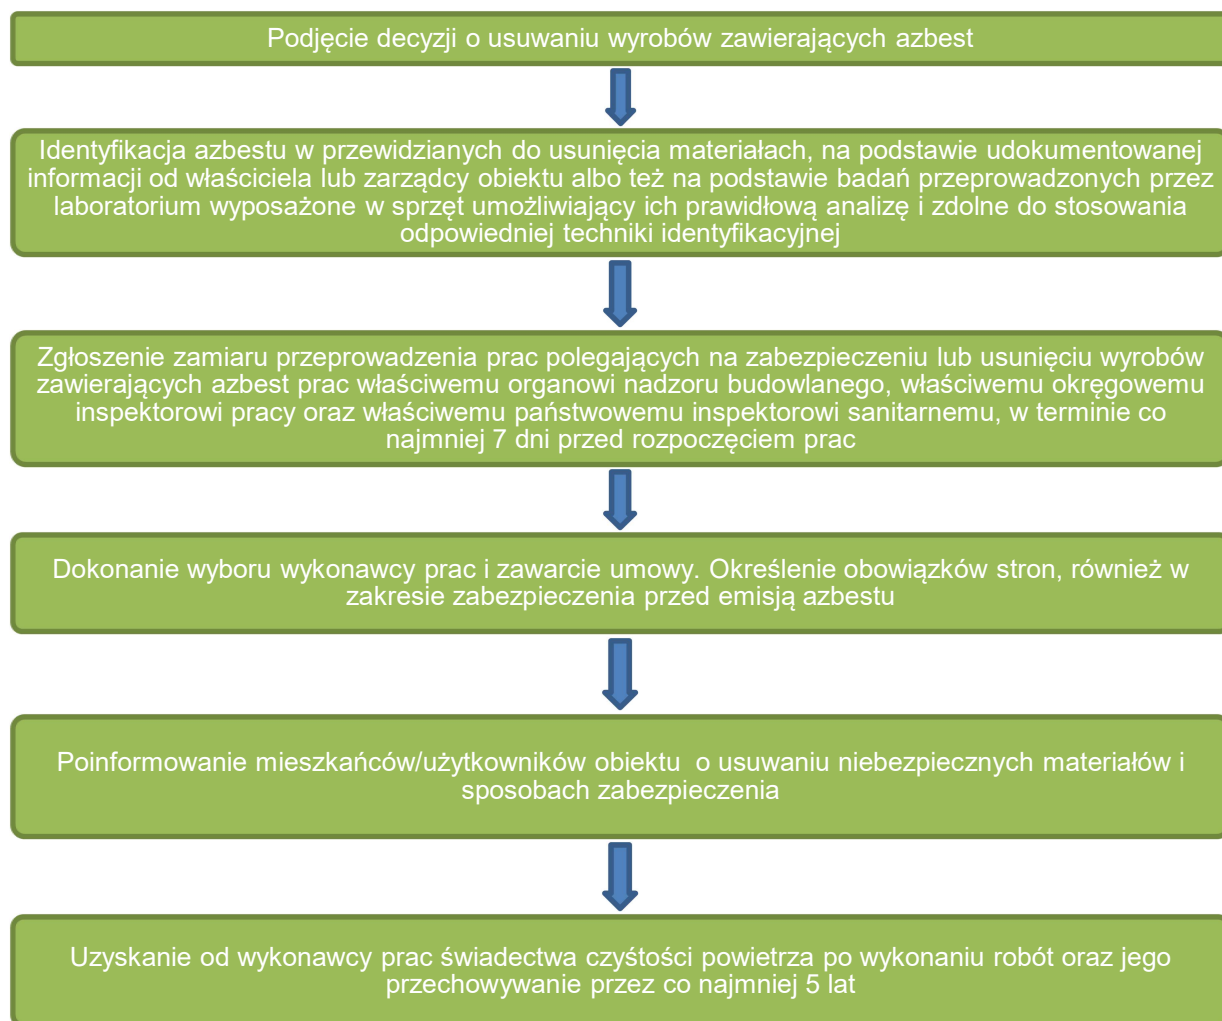 Podjęcie decyzji o usuwaniu wyrobów zawierających azbest
Identyfikacja azbestu w przewidzianych do usunięcia materiałach, na podstawie udokumentowanej
informacji od właściciela lub zarządcy obiektu albo też na podstawie badań przeprowadzonych przez
laboratorium wyposażone w sprzęt umożliwiający ich prawidłową analizę i zdolne do stosowania
odpowiedniej techniki identyfikacyjnej
Zgłoszenie zamiaru przeprowadzenia prac polegających na zabezpieczeniu lub usunięciu wyrobów
zawierających azbest prac właściwemu organowi nadzoru budowlanego, właściwemu okręgowemu
inspektorowi pracy oraz właściwemu państwowemu inspektorowi sanitarnemu, w terminie co
najmniej 7 dni przed rozpoczęciem prac
Dokonanie wyboru wykonawcy prac i zawarcie umowy. Określenie obowiązków stron, również w
zakresie zabezpieczenia przed emisją azbestu
Poinformowanie mieszkańców/użytkowników obiektu o usuwaniu niebezpiecznych materiałów i
sposobach zabezpieczenia
Uzyskanie od wykonawcy prac świadectwa czyśtości powietrza po wykonaniu robót oraz jego
przechowywanie przez co najmniej 5 lat